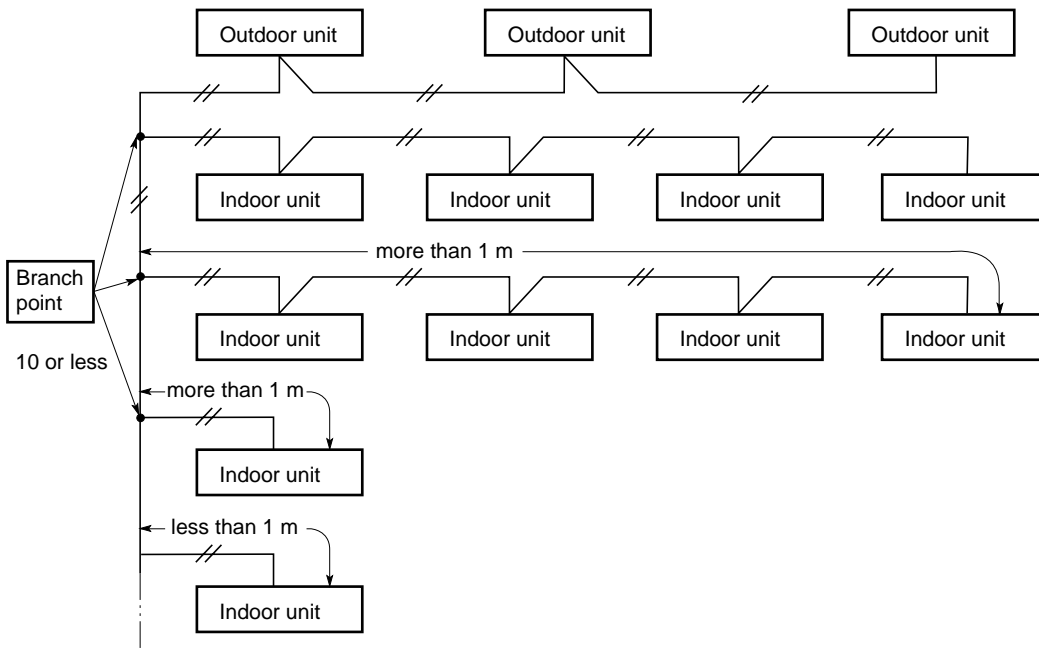 Outdoor unit
Outdoor unit
Outdoor unit
Indoor unit
Indoor unit
Indoor unit
Indoor unit
more than 1 m
Branch
point
Indoor unit
Indoor unit
Indoor unit
Indoor unit
10 or less
more than 1 m
Indoor unit
less than 1 m
Indoor unit